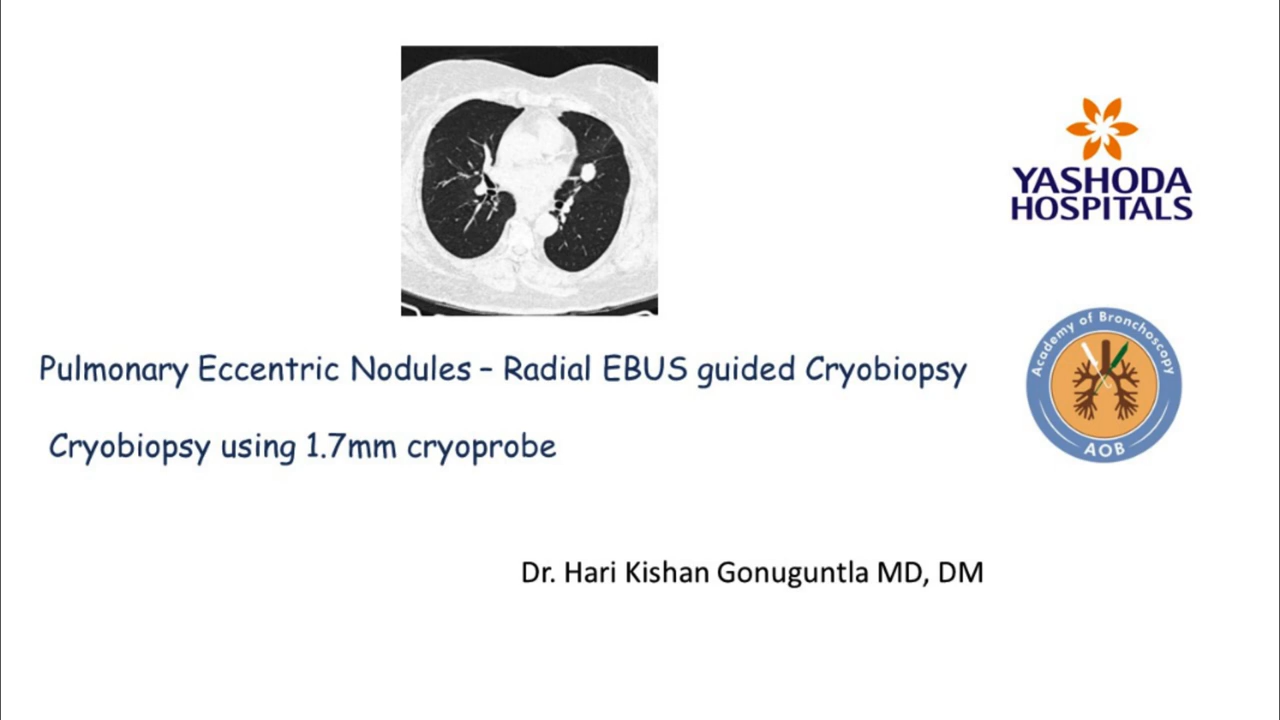 YASHODA
HOSPITALS
Academy of Bronchoscopy
AOB
Pulmonary Eccentric Nodules – Radial EBUS guided Cryobiopsy
Cryobiopsy using 1.7mm cryoprobe
Dr. Hari Kishan Gonuguntla MD, DM